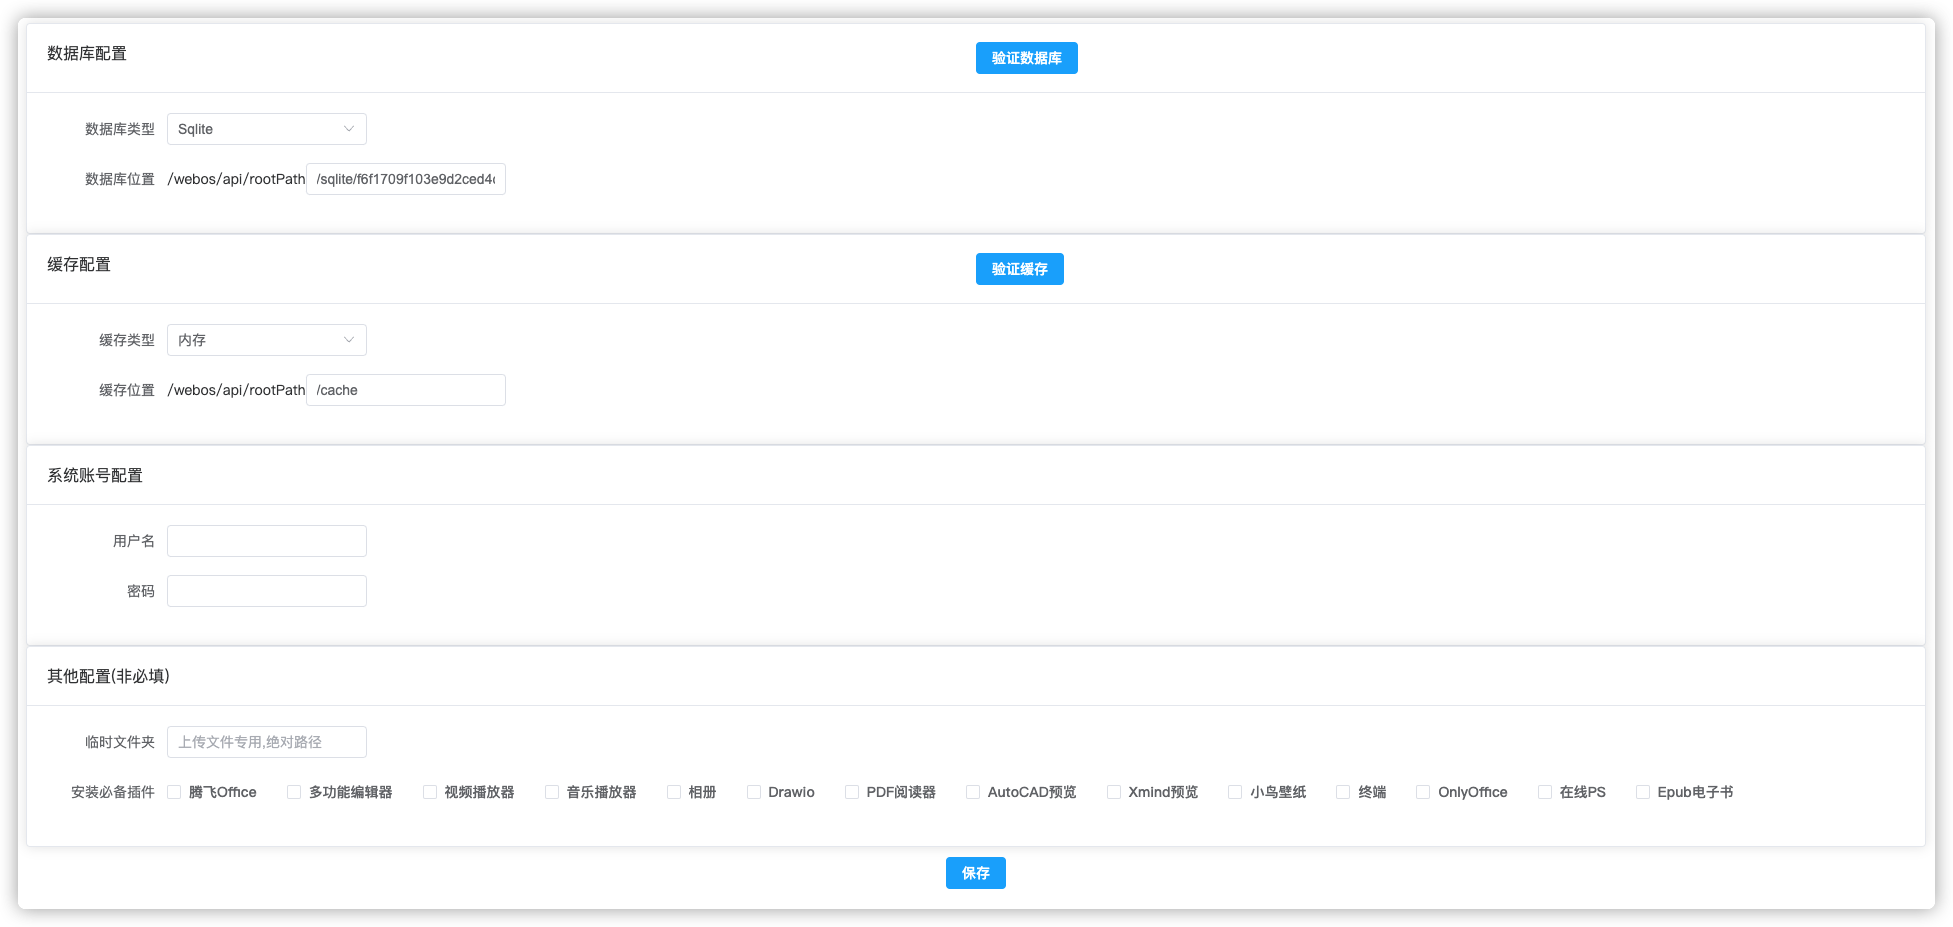 数据库配置
验证数据库
数据库类型 Sqlite
数据库位置 /webos/api/rootPath /sqlite/f6f1709f103e9d2ced4
缓存配置
验证缓存
缓存类型 内存
缓存位置 /webos/api/rootPath /cache
系统账号配置
用户名
密码
其他配置(非必填)
临时文件夹 上传文件专用,绝对路径
安装必备插件 腾飞Office 多功能编辑器 视频播放器 音乐播放器 相册 Drawio PDF阅读器 AutoCAD预览 Xmind预览 小鸟壁纸 终端 OnlyOffice 在线PS Epub电子书
保存